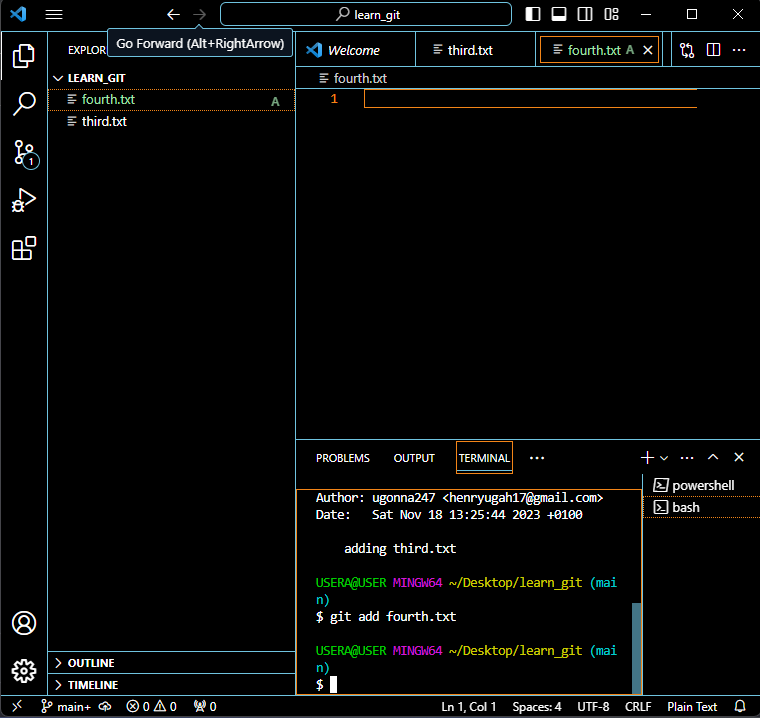 learn_git
EXPLOR
Go Forward (Alt+RightArrow)
Welcome
third.txt
fourth.txt A
LEARN_GIT
fourth.txt
A
third.txt
fourth.txt
1
1
PROBLEMS OUTPUT TERMINAL
powershell
bash
Author: ugonna247 <henryugah17@gmail.com>
Date: Sat Nov 18 13:25:44 2023 +0100
adding third.txt
USERA@USER MINGW64 ~/Desktop/learn_git (mai
n)
$ git add fourth.txt
USERA@USER MINGW64 ~/Desktop/learn_git (mai
n)
$
OUTLINE
TIMELINE
main+ 0 0 0 Ln 1, Col 1 Spaces: 4 UTF-8 CRLF Plain Text